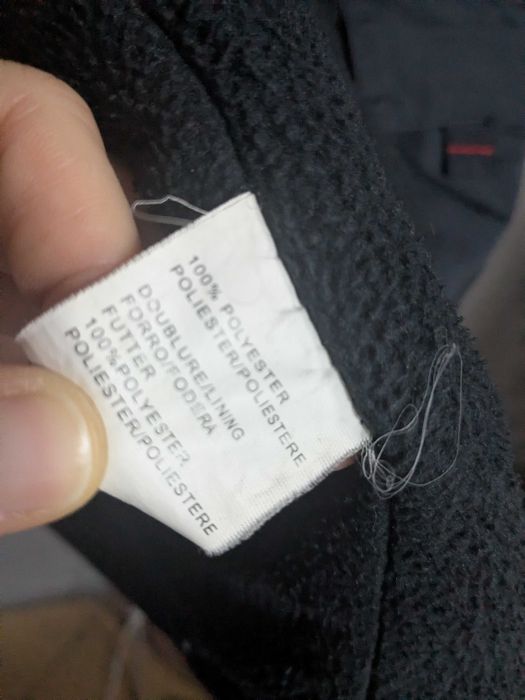 100% POLYESTER
POLIESTER/POLIESTERE
DOUBLURE/LINING
FORRO/FODERA
FUTTER
100%POLYESTER
POLIESTER/POLIESTERE